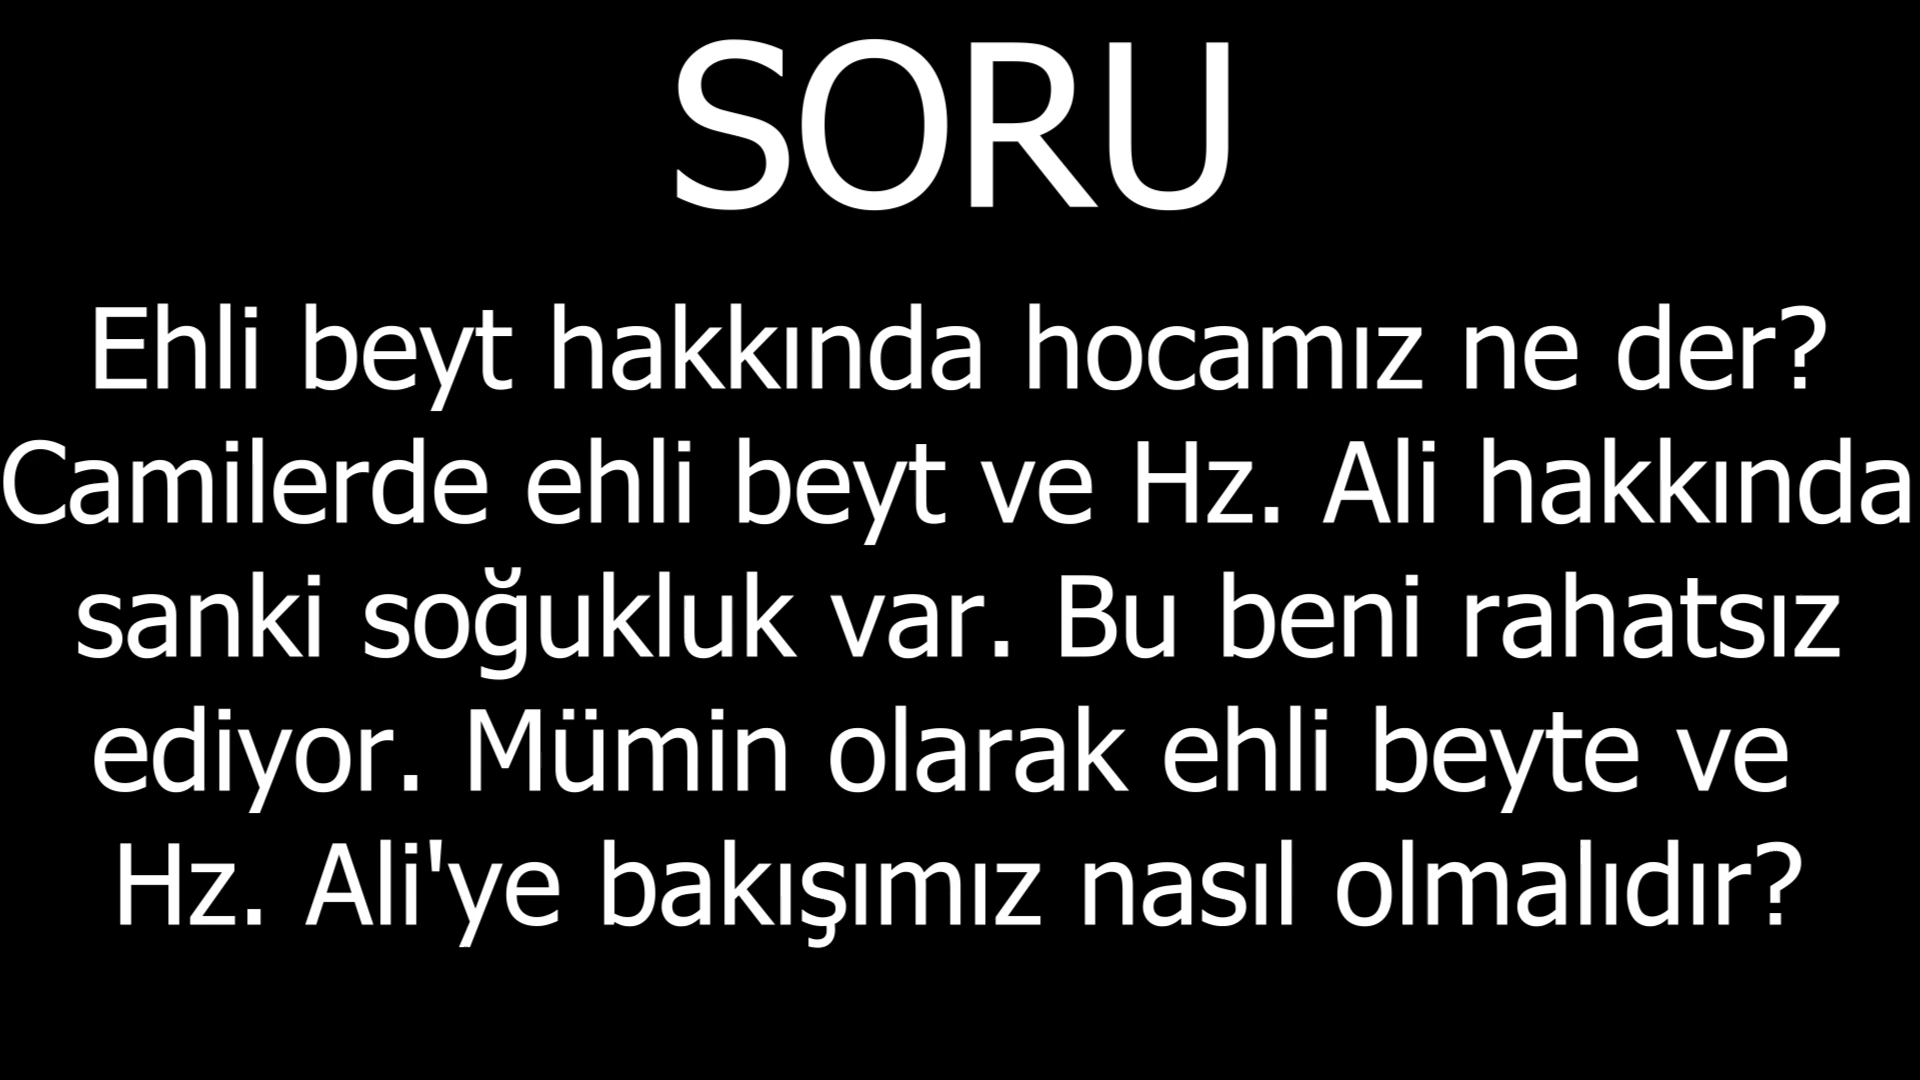 SORU
Ehli beyt hakkında hocamız ne der?
Camilerde ehli beyt ve Hz. Ali hakkında
sanki soğukluk var. Bu beni rahatsız
ediyor. Mümin olarak ehli beyte ve
Hz. Ali'ye bakışımız nasıl olmalıdır?